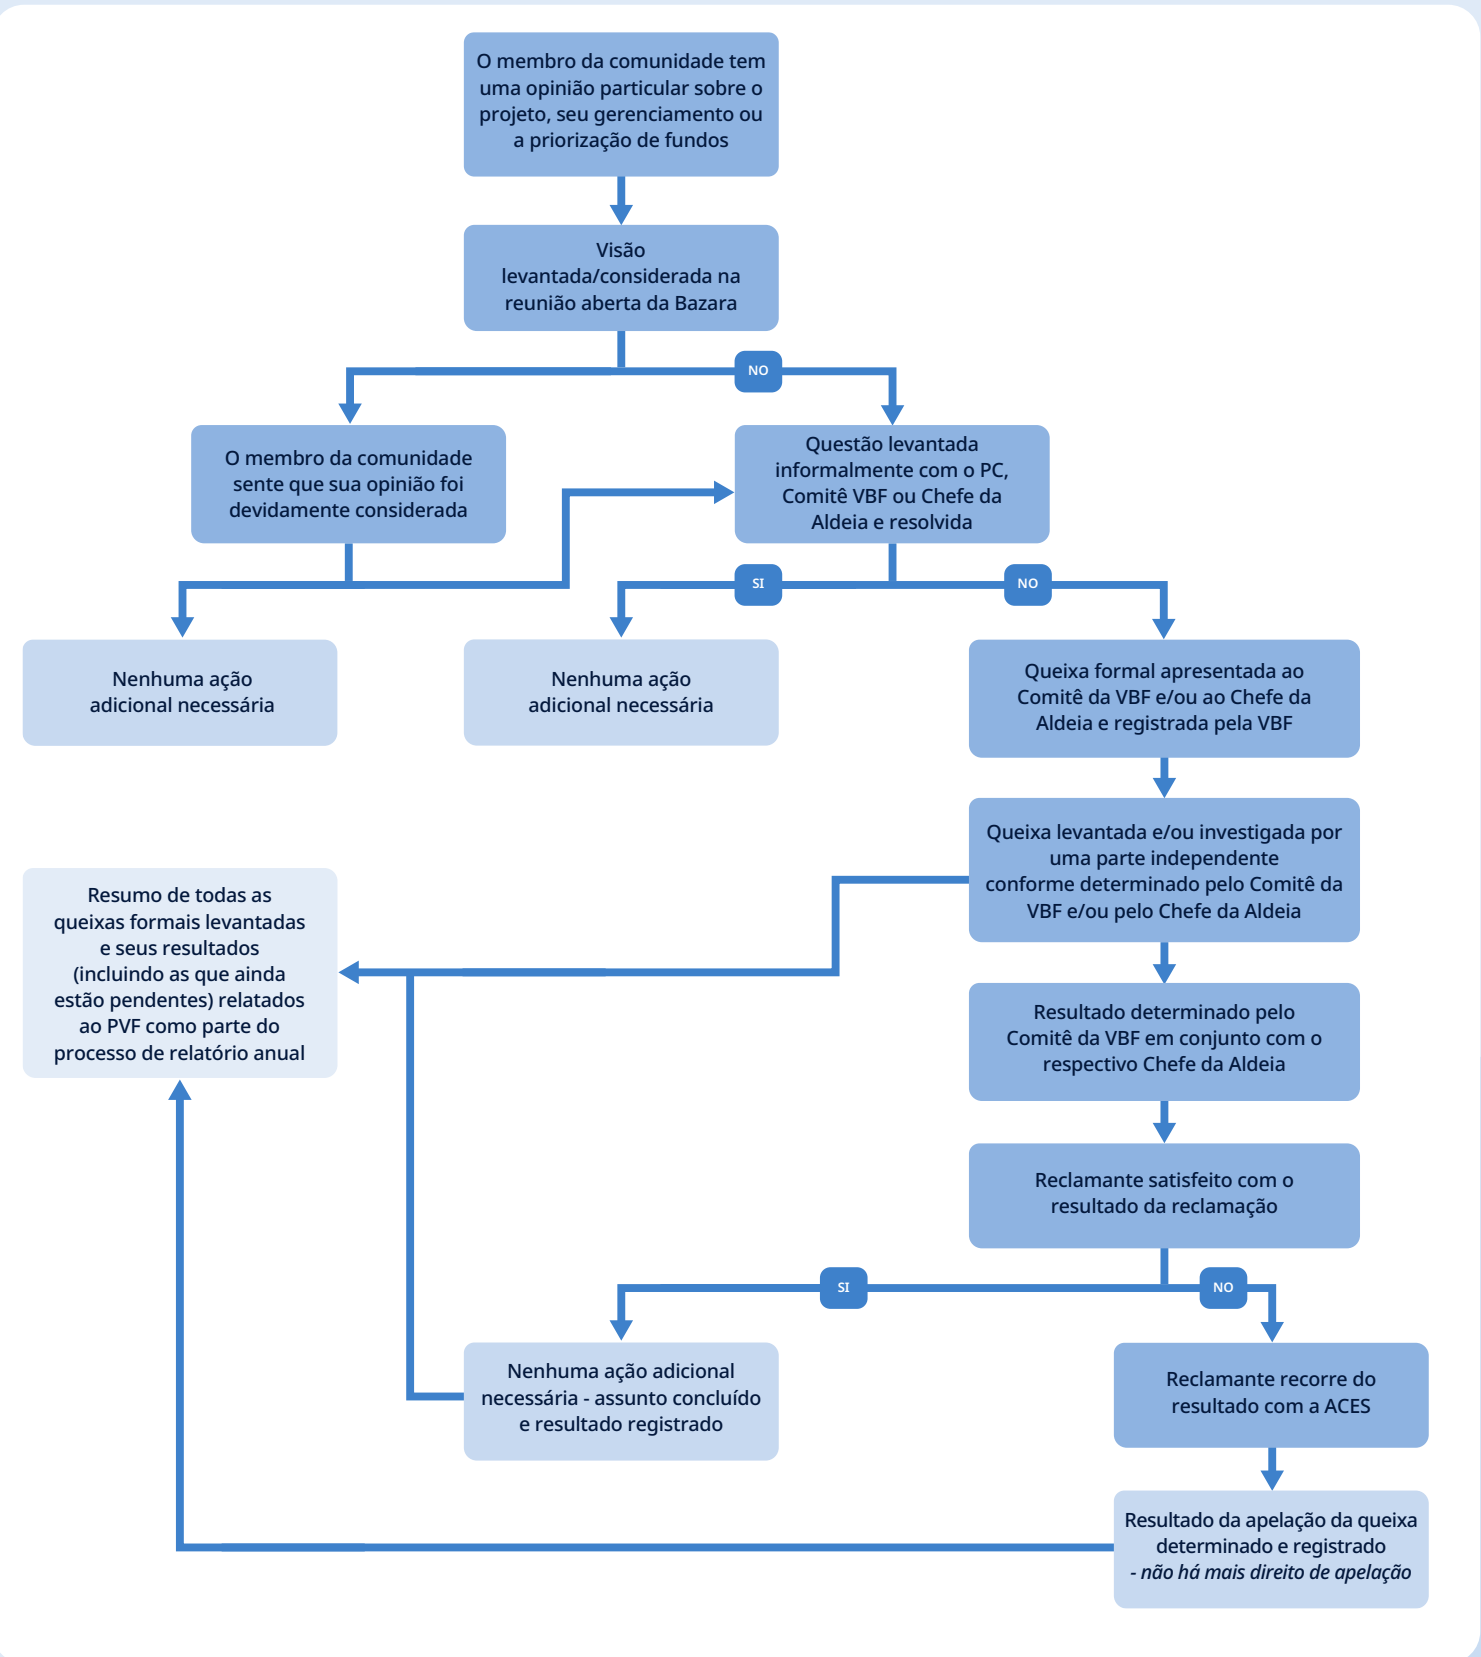 O membro da comunidade tem
uma opinião particular sobre o
projeto, seu gerenciamento ou
a priorização de fundos
Visão
levantada/considerada na
reunião aberta da Bazara
NO
O membro da comunidade
sente que sua opinião foi
devidamente considerada
Questão levantada
informalmente com o PC,
Comitê VBF ou Chefe da
Aldeia e resolvida
SI
NO
Nenhuma ação
adicional necessária
Nenhuma ação
adicional necessária
Queixa formal apresentada ao
Comitê da VBF e/ou ao Chefe da
Aldeia e registrada pela VBF
Queixa levantada e/ou investigada por
uma parte independente
conforme determinado pelo Comitê da
VBF e/ou pelo Chefe da Aldeia
Resumo de todas as
queixas formais levantadas
e seus resultados
(incluindo as que ainda
estão pendentes) relatados
ao PVF como parte do
processo de relatório anual
Resultado determinado pelo
Comitê da VBF em conjunto com o
respectivo Chefe da Aldeia
Reclamante satisfeito com o
resultado da reclamação
SI
NO
Nenhuma ação adicional
necessária - assunto concluído
e resultado registrado
Reclamante recorre do
resultado com a ACES
Resultado da apelação da queixa
determinado e registrado
- não há mais direito de apelação